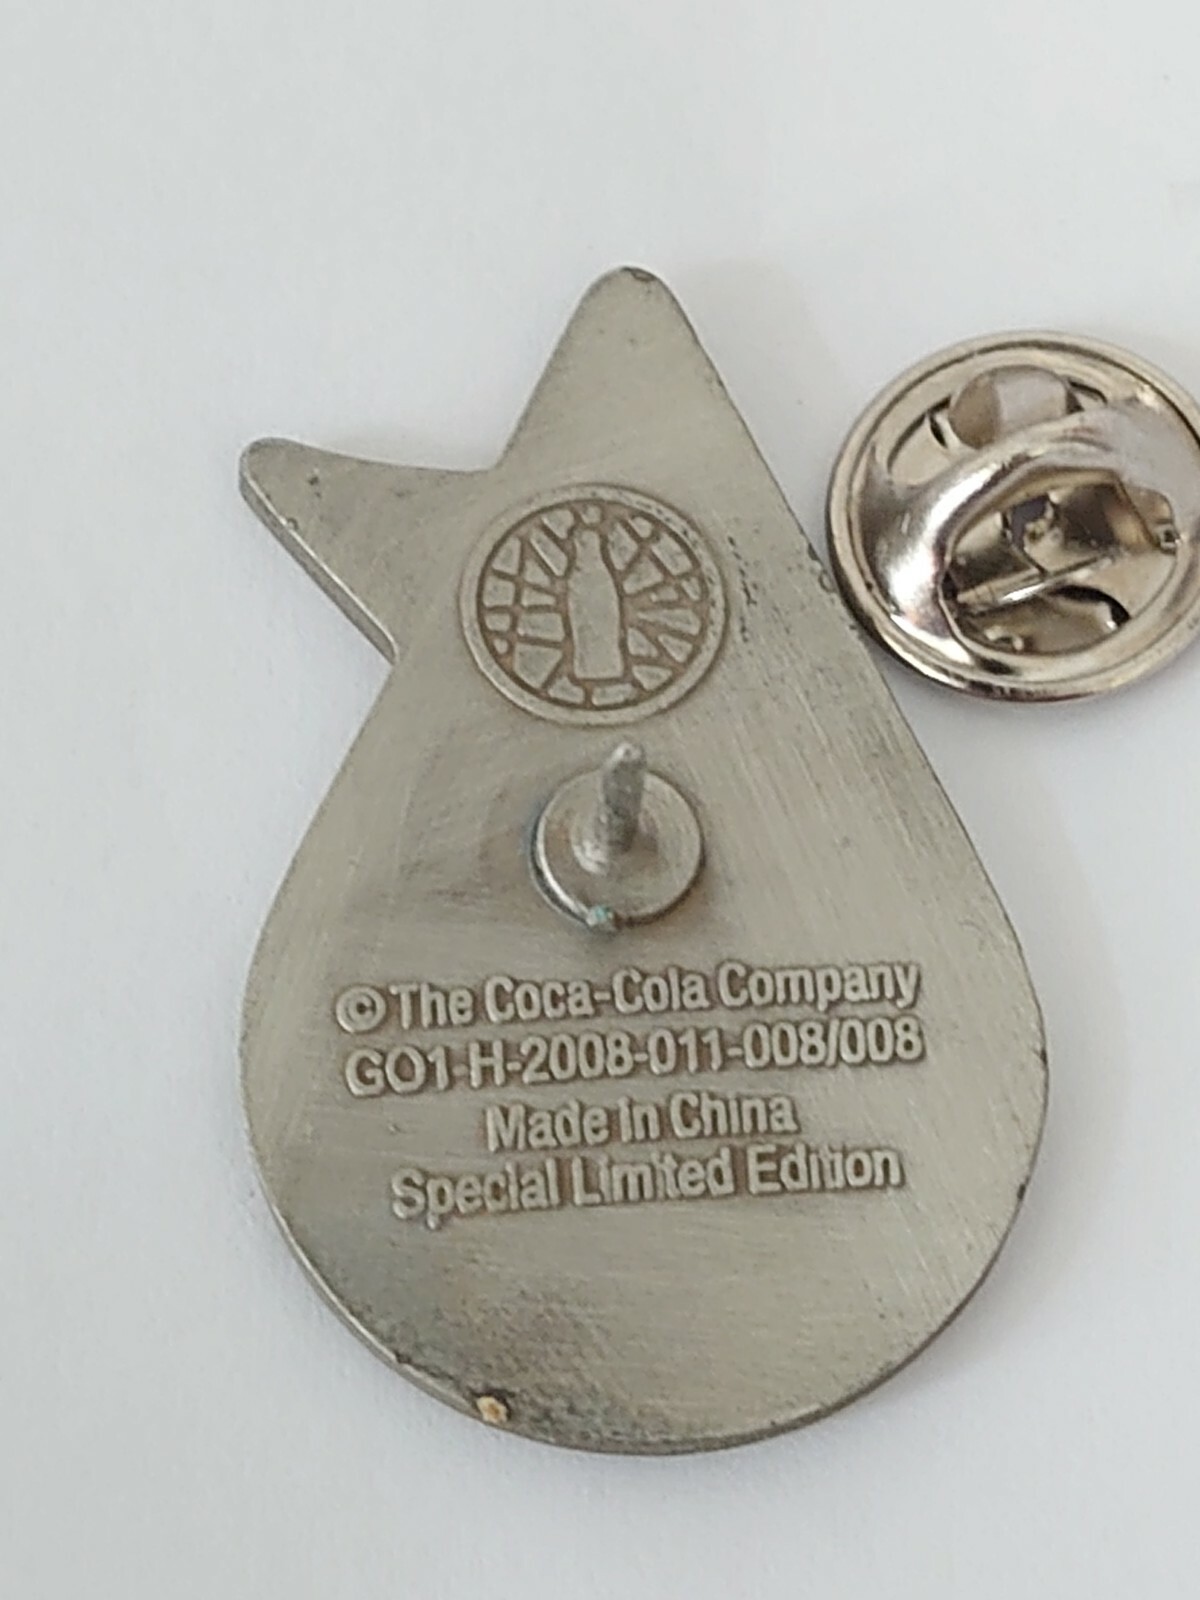 © The Coca-Cola Company
GO1-H-2008-011-008/008
Made in China
Special Limited Edition